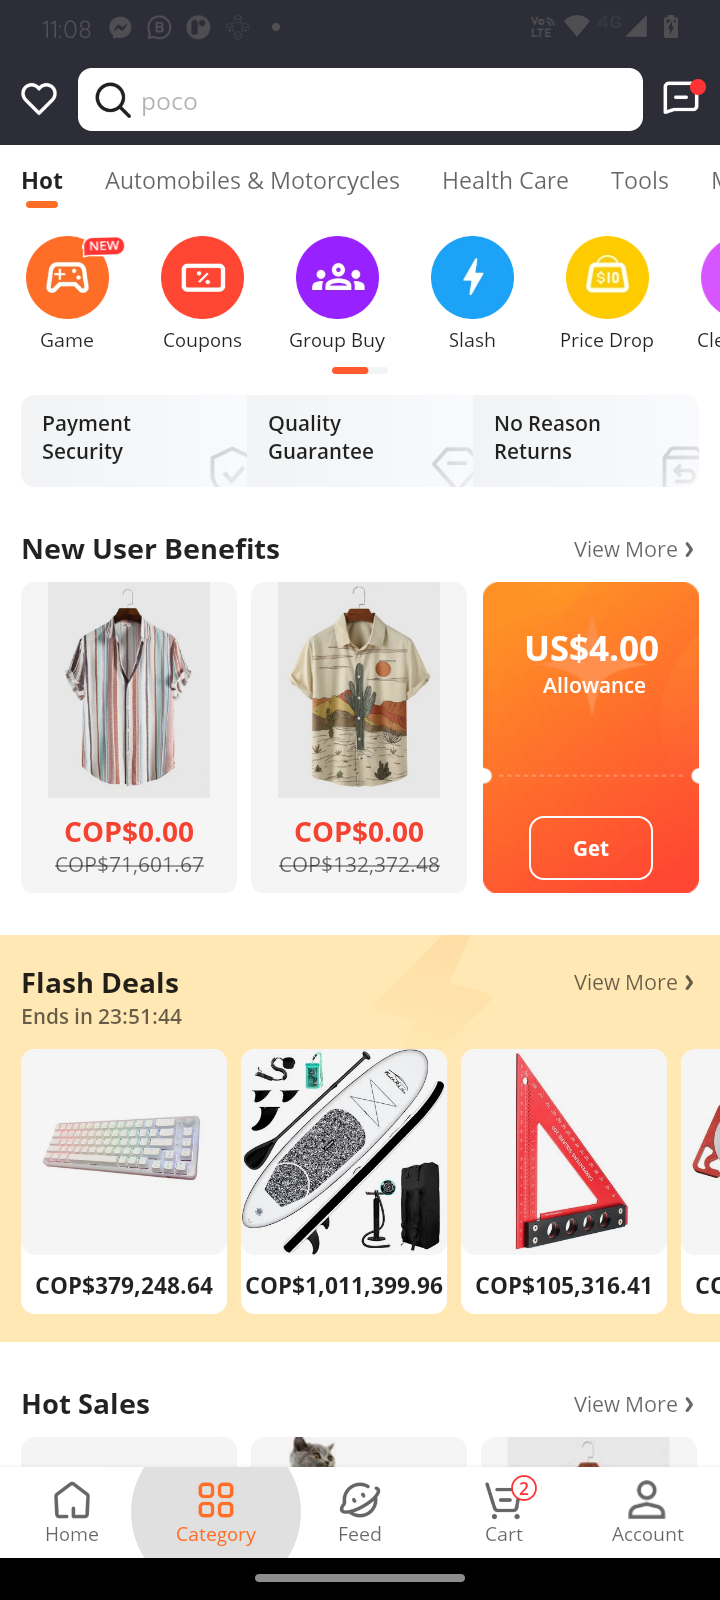 11:08
Vo LTE
4G
poco
Hot
Automobiles & Motorcycles
Health Care
Tools
NEW
$10
Game
Coupons
Group Buy
Slash
Price Drop
Cle
Payment Security
Quality Guarantee
No Reason Returns
New User Benefits
View More
US$4.00
Allowance
COP$0.00
COP$71,601.67
COP$0.00
COP$132,372.48
Get
Flash Deals
View More
Ends in 23:51:44
COP$379,248.64
COP$1,011,399.96
COP$105,316.41
CO
Hot Sales
View More
2
Home
Category
Feed
Cart
Account